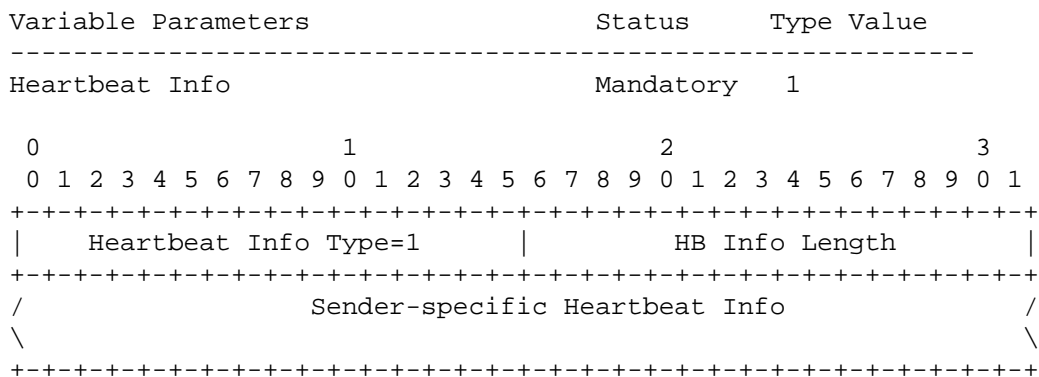 Variable Parameters                  Status     Type Value
-------------------------------------------------------------
Heartbeat Info                       Mandatory   1
 0                   1                   2                   3
 0 1 2 3 4 5 6 7 8 9 0 1 2 3 4 5 6 7 8 9 0 1 2 3 4 5 6 7 8 9 0 1
+-+-+-+-+-+-+-+-+-+-+-+-+-+-+-+-+-+-+-+-+-+-+-+-+-+-+-+-+-+-+-+-+
|    Heartbeat Info Type=1      |         HB Info Length        |
+-+-+-+-+-+-+-+-+-+-+-+-+-+-+-+-+-+-+-+-+-+-+-+-+-+-+-+-+-+-+-+-+
/                  Sender-specific Heartbeat Info               /
\                                                               \
+-+-+-+-+-+-+-+-+-+-+-+-+-+-+-+-+-+-+-+-+-+-+-+-+-+-+-+-+-+-+-+-+